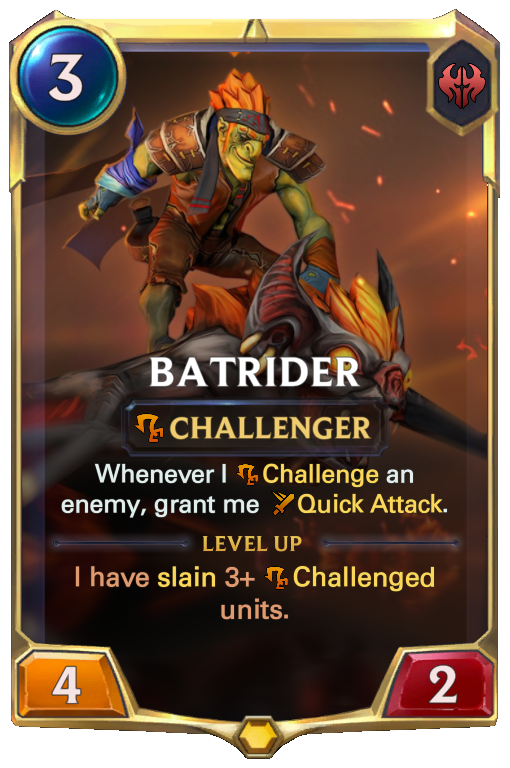 3
BATRIDER
CHALLENGER
Whenever I Challenge an
enemy, grant me Quick Attack.
LEVEL UP
I have slain 3+ Challenged
units.
4
2